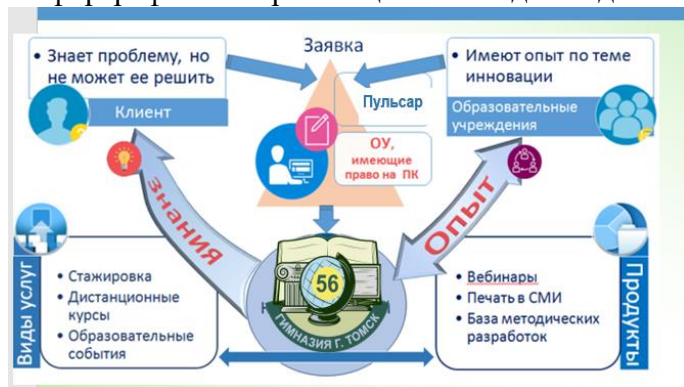 Заявка
• Знает проблему, но
не может ее решить
Клиент
• Имеют опыт по теме
инновации
Образовательные
учреждения
Пульсар
ОУ,
имеющие
право на ПК
знания
Опыт
Виды услуг
• Стажировка
• Дистанционные
курсы
• Образовательные
события
56
ГИМНАЗИЯ Г. ТОМСК
• Вебинары
• Печать в СМИ
• База методических
разработок
Продукты